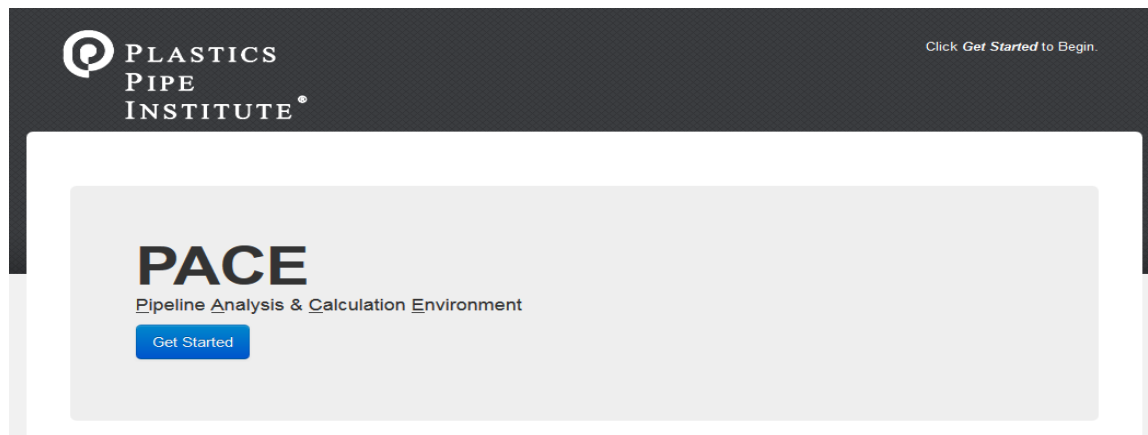 PLASTICS
PIPE
INSTITUTE®
Click Get Started to Begin.
PACE
Pipeline Analysis & Calculation Environment
Get Started